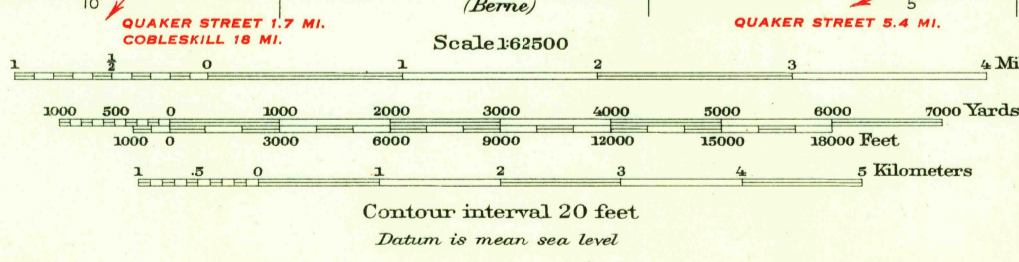 10 (Berne) 5
QUAKER STREET 1.7 MI. QUAKER STREET 5.4 MI.
COBLESKILL 18 MI.
Scale 1:62500
1 1/2 0 1 2 3 4 Mi
1000 500 0 1000 2000 3000 4000 5000 6000 7000 Yards
1000 0 3000 6000 9000 12000 15000 18000 Feet
1 .5 0 1 2 3 4 5 Kilometers
Contour interval 20 feet
Datum is mean sea level